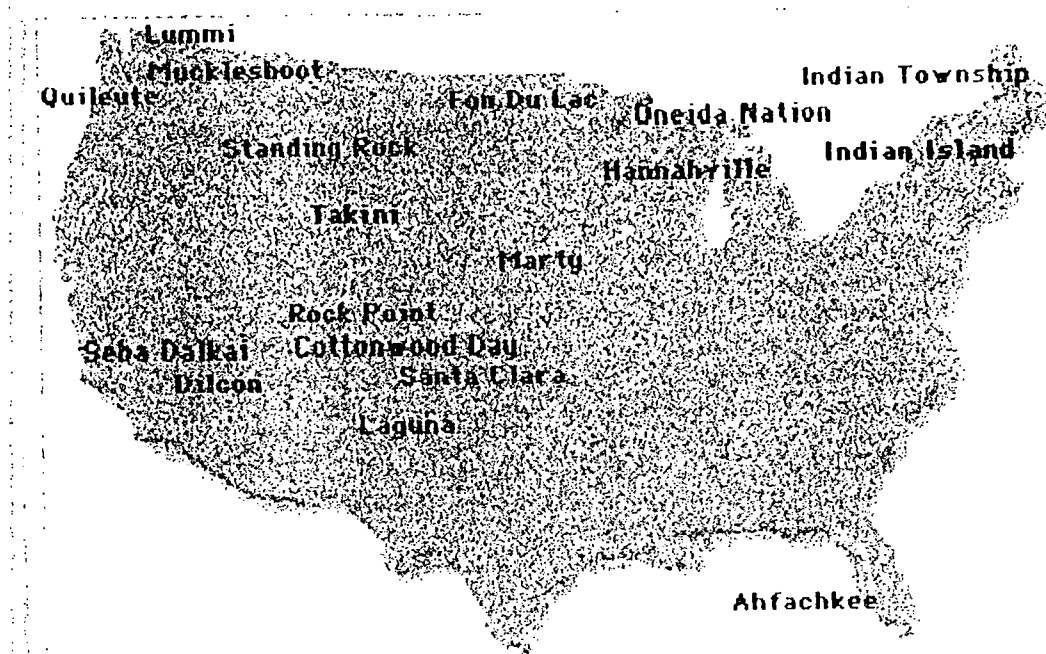 Lummi
Muckleshoot
Quileute
Indian Township
Fon Du Lac
Oneida Nation
Standing Rock
Indian Island
Hannahville
Takini
Marty
Rock Point
Seba Dalkai
Cottonwood Day
Santa Clara
Dilcon
Laguna
Ahfachkee